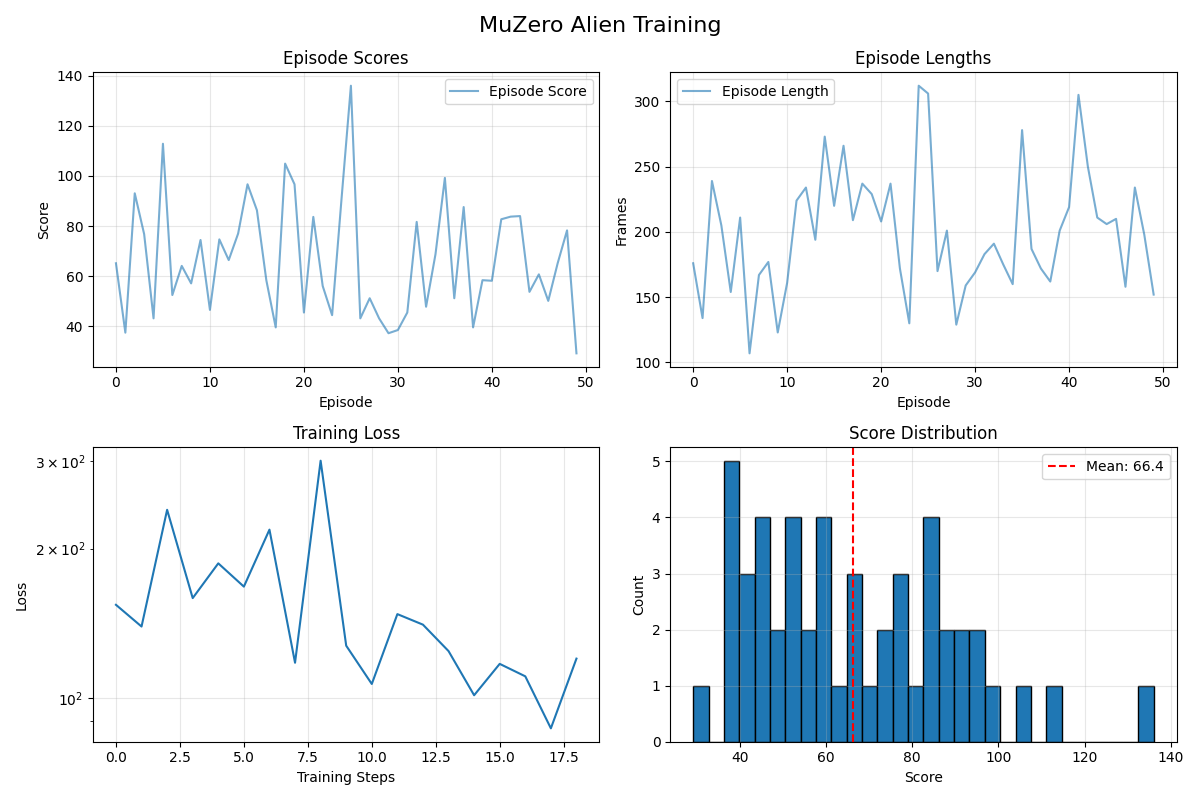 MuZero Alien Training
Episode Scores
Episode Score
140
120
100
80
60
40
Score
0 10 20 30 40 50
Episode
Episode Lengths
Episode Length
300
250
200
150
100
Frames
0 10 20 30 40 50
Episode
Training Loss
3 × 10²
2 × 10²
10²
Loss
0.0 2.5 5.0 7.5 10.0 12.5 15.0 17.5
Training Steps
Score Distribution
Mean: 66.4
5
4
3
2
1
0
Count
40 60 80 100 120 140
Score